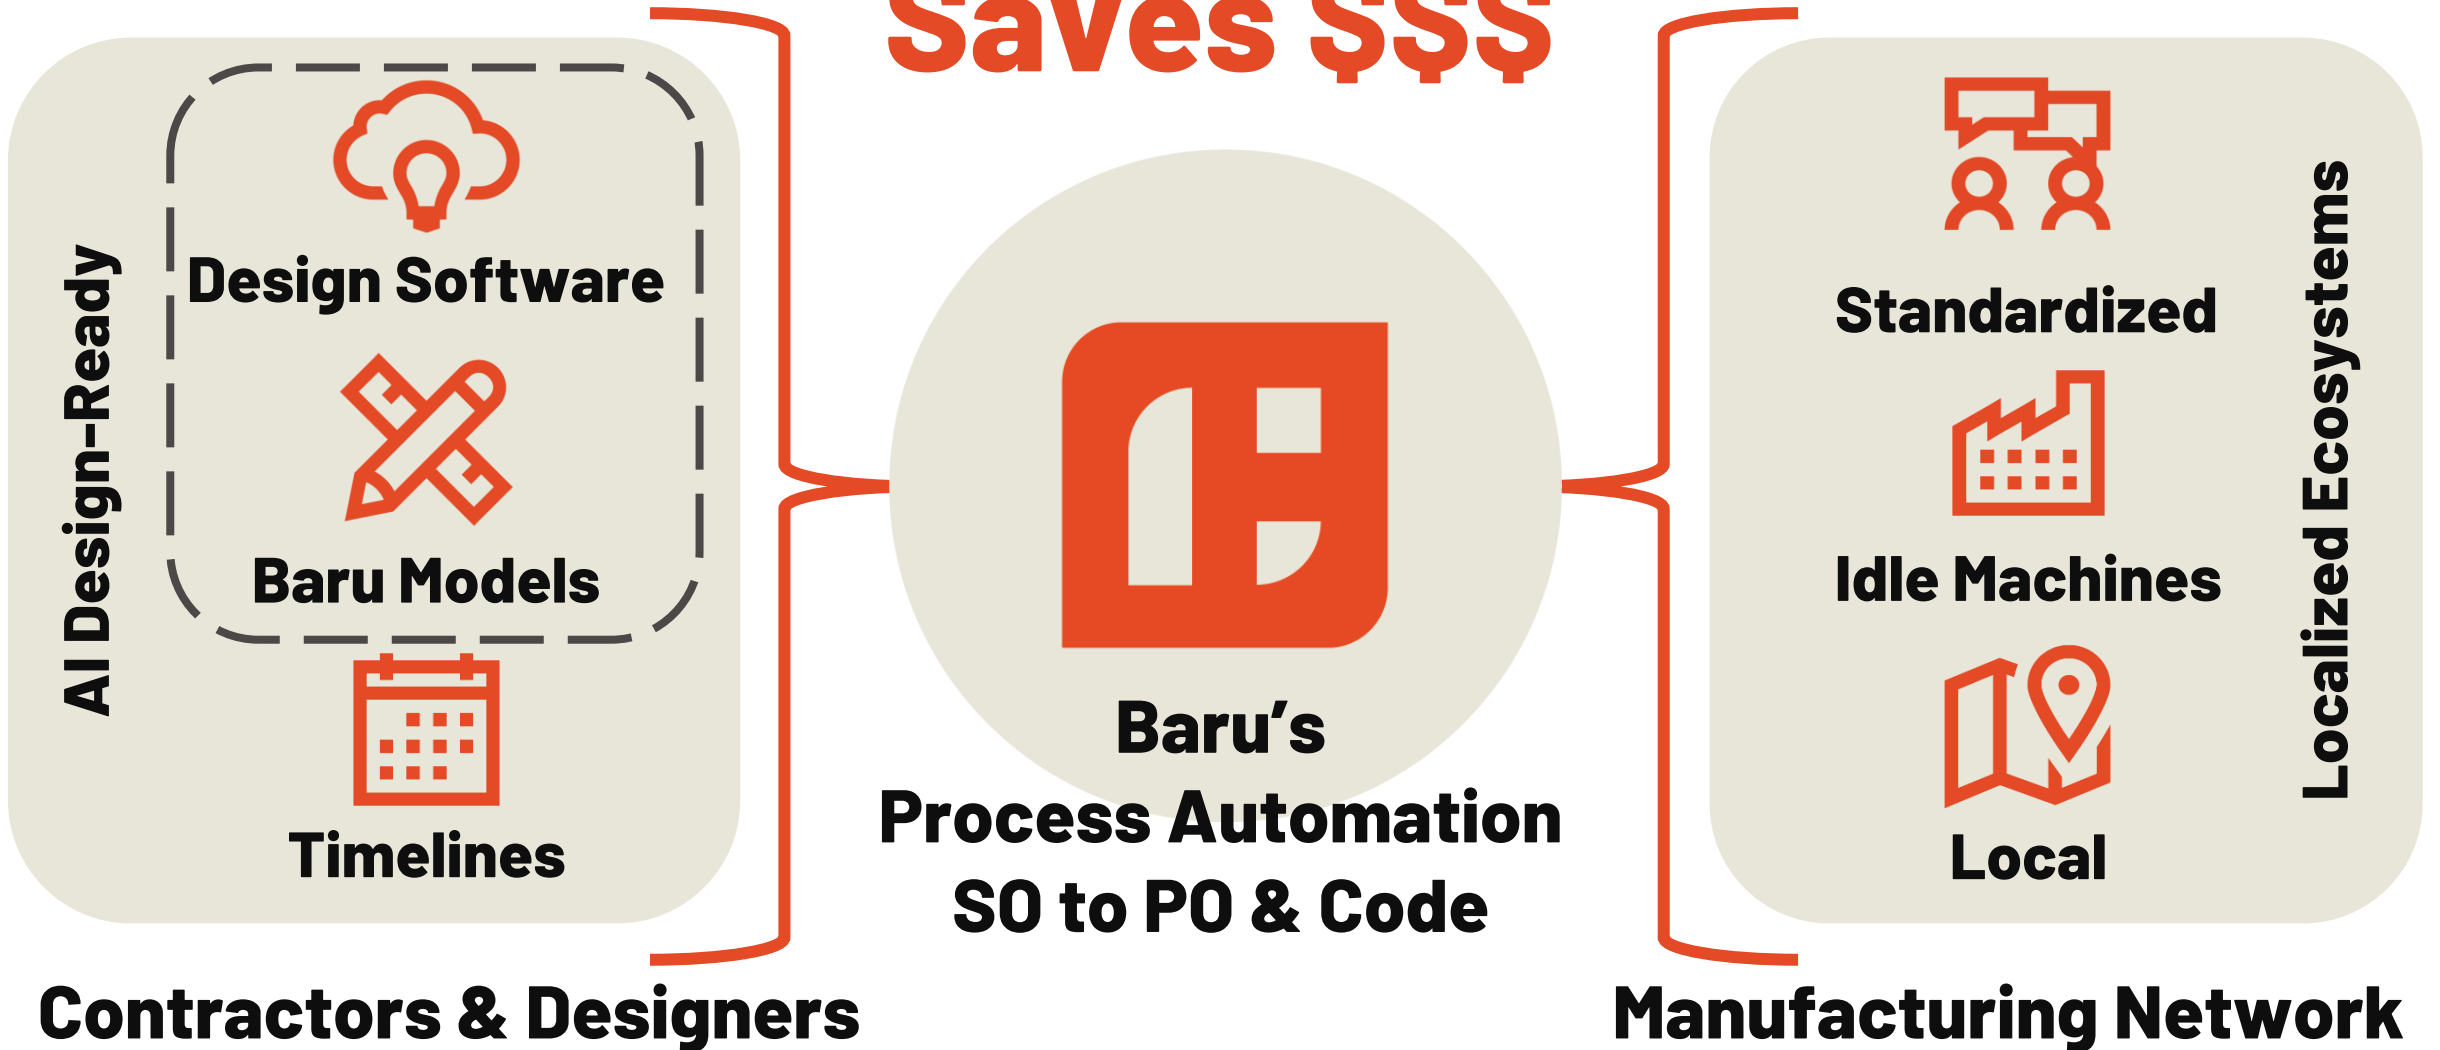 Saves $$$
AI Design-Ready
Design Software
Baru Models
Timelines
Contractors & Designers
Baru’s
Process Automation
SO to PO & Code
Standardized
Idle Machines
Local
Localized Ecosystems
Manufacturing Network